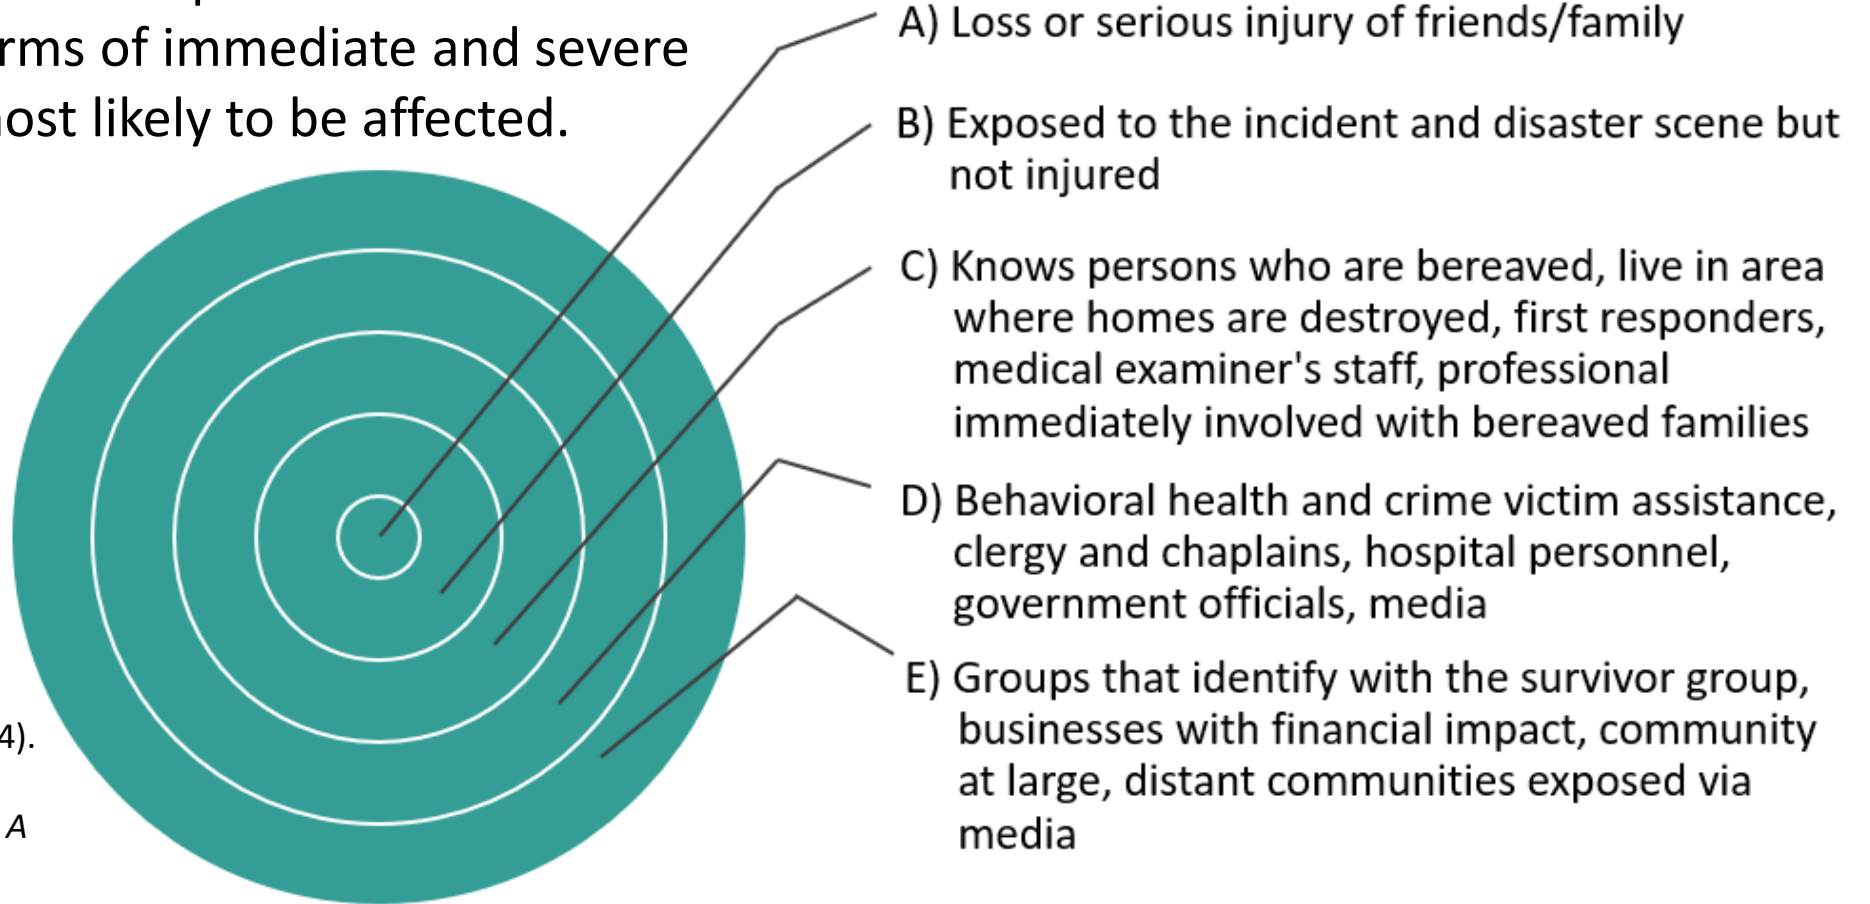 rms of immediate and severe
ost likely to be affected.
A) Loss or serious injury of friends/family
B) Exposed to the incident and disaster scene but
not injured
C) Knows persons who are bereaved, live in area
where homes are destroyed, first responders,
medical examiner's staff, professional
immediately involved with bereaved families
D) Behavioral health and crime victim assistance,
clergy and chaplains, hospital personnel,
government officials, media
E) Groups that identify with the survivor group,
businesses with financial impact, community
at large, distant communities exposed via
media
4).
A